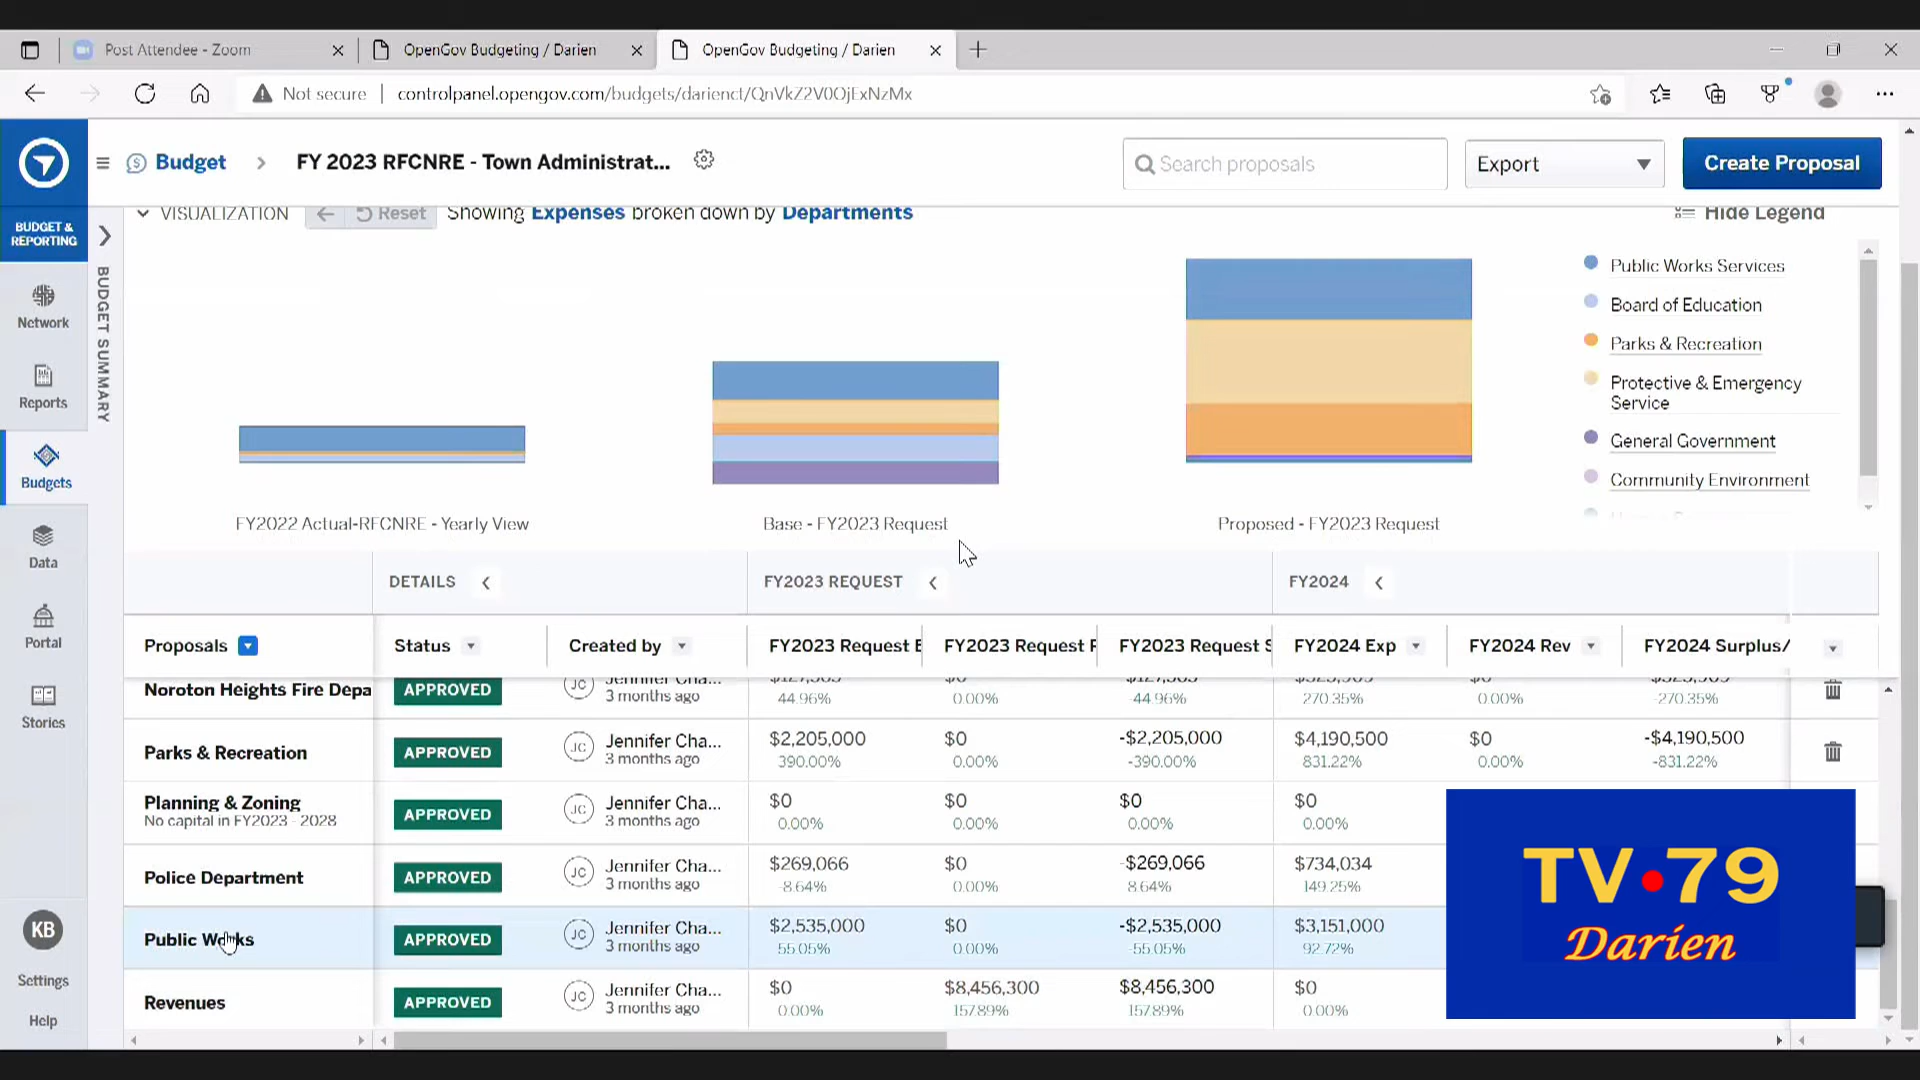 Post Attendee - Zoom
OpenGov Budgeting / Darien
OpenGov Budgeting / Darien
Not secure
controlpanel.opengov.com/budgets/darienct/QnVkZ2V0OjExNzMx
BUDGET & REPORTING
Network
Reports
Budgets
Data
Portal
Stories
KB
Settings
Help
Budget > FY 2023 RFCNRE - Town Administrat...
Search proposals
Export
Create Proposal
BUDGET SUMMARY
VISUALIZATION
Reset
Showing Expenses broken down by Departments
Hide Legend
Public Works Services
Board of Education
Parks & Recreation
Protective & Emergency
Service
General Government
Community Environment
FY2022 Actual-RFCNRE - Yearly View
Base - FY2023 Request
Proposed - FY2023 Request
DETAILS
FY2023 REQUEST
FY2024
Proposals
Status
Created by
FY2023 Request E
FY2023 Request F
FY2023 Request S
FY2024 Exp
FY2024 Rev
FY2024 Surplus/
Noroton Heights Fire Depa
APPROVED
JC
3 months ago
44.96%
0.00%
-44.96%
270.35%
0.00%
-270.35%
Parks & Recreation
APPROVED
JC
Jennifer Cha...
3 months ago
$2,205,000
390.00%
$0
0.00%
-$2,205,000
-390.00%
$4,190,500
831.22%
$0
0.00%
-$4,190,500
-831.22%
Planning & Zoning
No capital in FY2023 - 2028
APPROVED
JC
Jennifer Cha...
3 months ago
$0
0.00%
$0
0.00%
$0
0.00%
$0
0.00%
Police Department
APPROVED
JC
Jennifer Cha...
3 months ago
$269,066
-8.64%
$0
0.00%
-$269,066
8.64%
$734,034
149.25%
Public Works
APPROVED
JC
Jennifer Cha...
3 months ago
$2,535,000
55.05%
$0
0.00%
-$2,535,000
-55.05%
$3,151,000
92.72%
Revenues
APPROVED
JC
Jennifer Cha...
3 months ago
$0
0.00%
$8,456,300
157.89%
$8,456,300
157.89%
$0
0.00%
TV•79
Darien